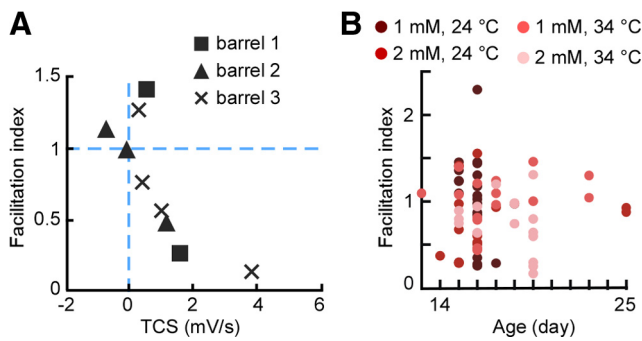 A
barrel 1
barrel 2
barrel 3
Facilitation index
1.5
1
0.5
0
-2
0
2
4
6
TCS (mV/s)
B
1 mM, 24 °C
1 mM, 34 °C
2 mM, 24 °C
2 mM, 34 °C
Facilitation index
2
1
0
14
25
Age (day)